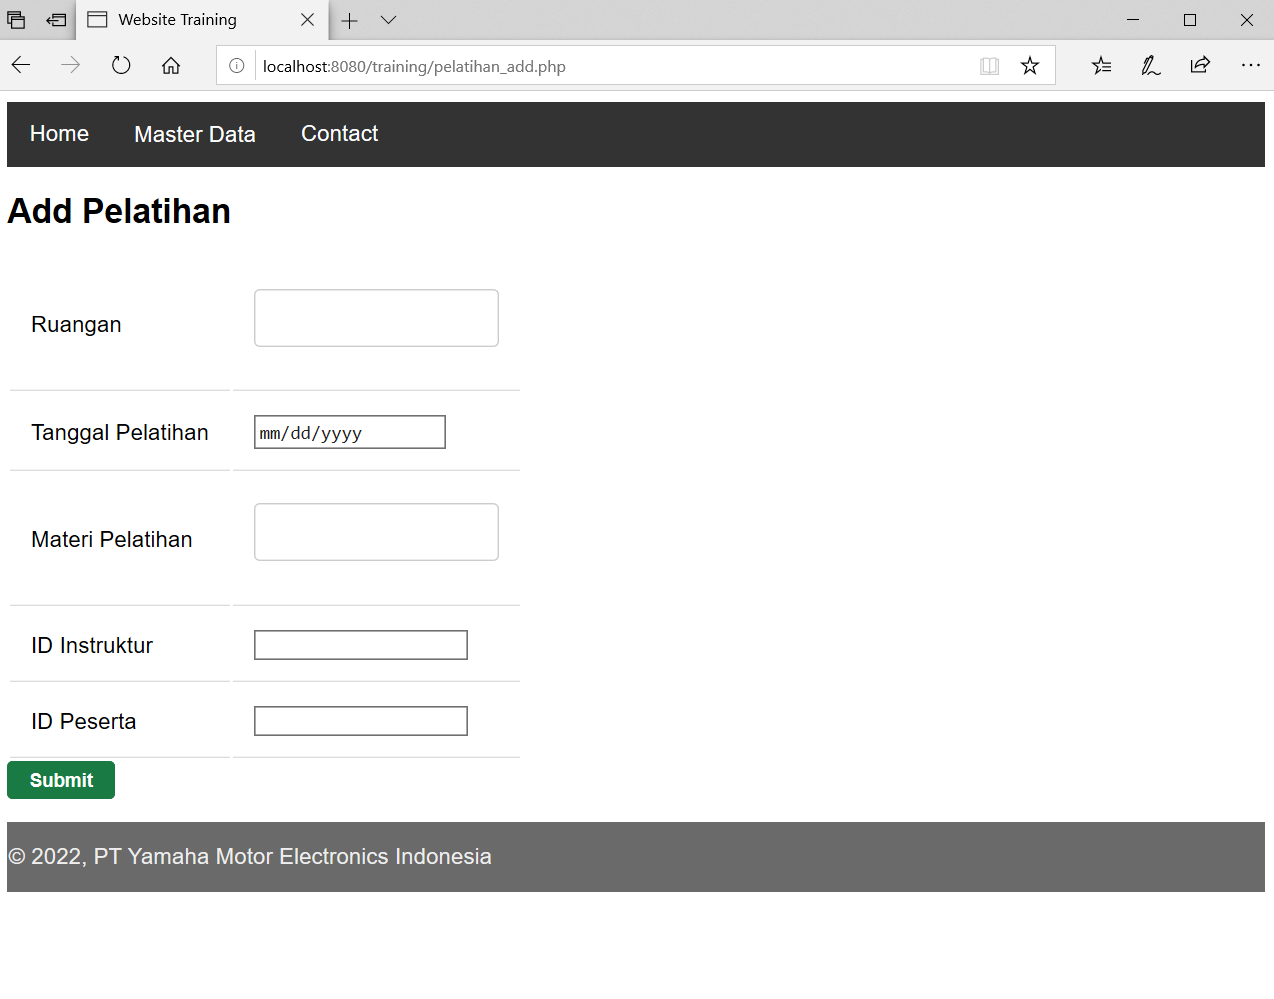 Website Training
localhost:8080/training/pelatihan_add.php
Home Master Data Contact
Add Pelatihan
Ruangan
Tanggal Pelatihan mm/dd/yyyy
Materi Pelatihan
ID Instruktur
ID Peserta
Submit
© 2022, PT Yamaha Motor Electronics Indonesia